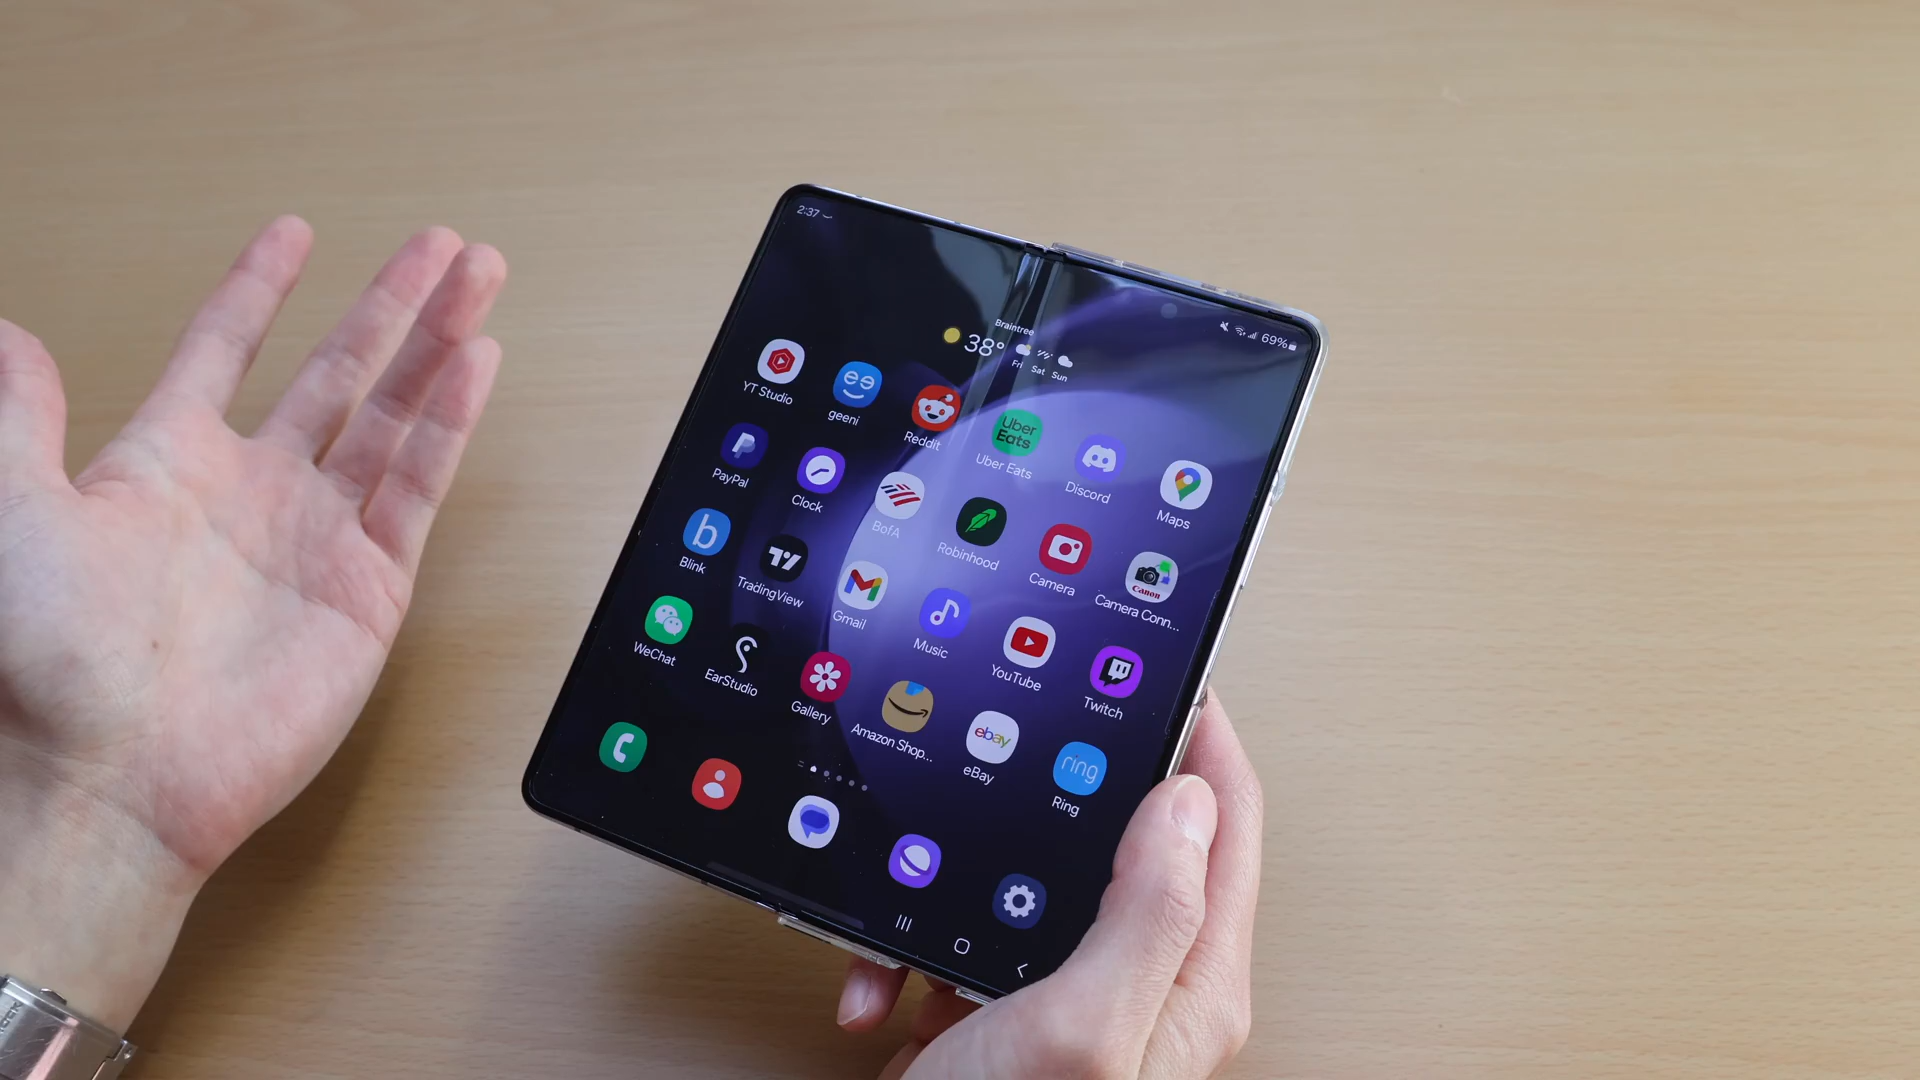 2:37
69%
Braintree
38°
Fri Sat Sun
YT Studio
geeni
Reddit
Uber
Eats
Uber Eats
Discord
Maps
PayPal
Clock
BofA
Robinhood
Camera
Canon
Camera Conn...
b
Blink
TradingView
Gmail
Music
YouTube
Twitch
WeChat
EarStudio
Gallery
Amazon Shop...
ebay
eBay
ring
Ring